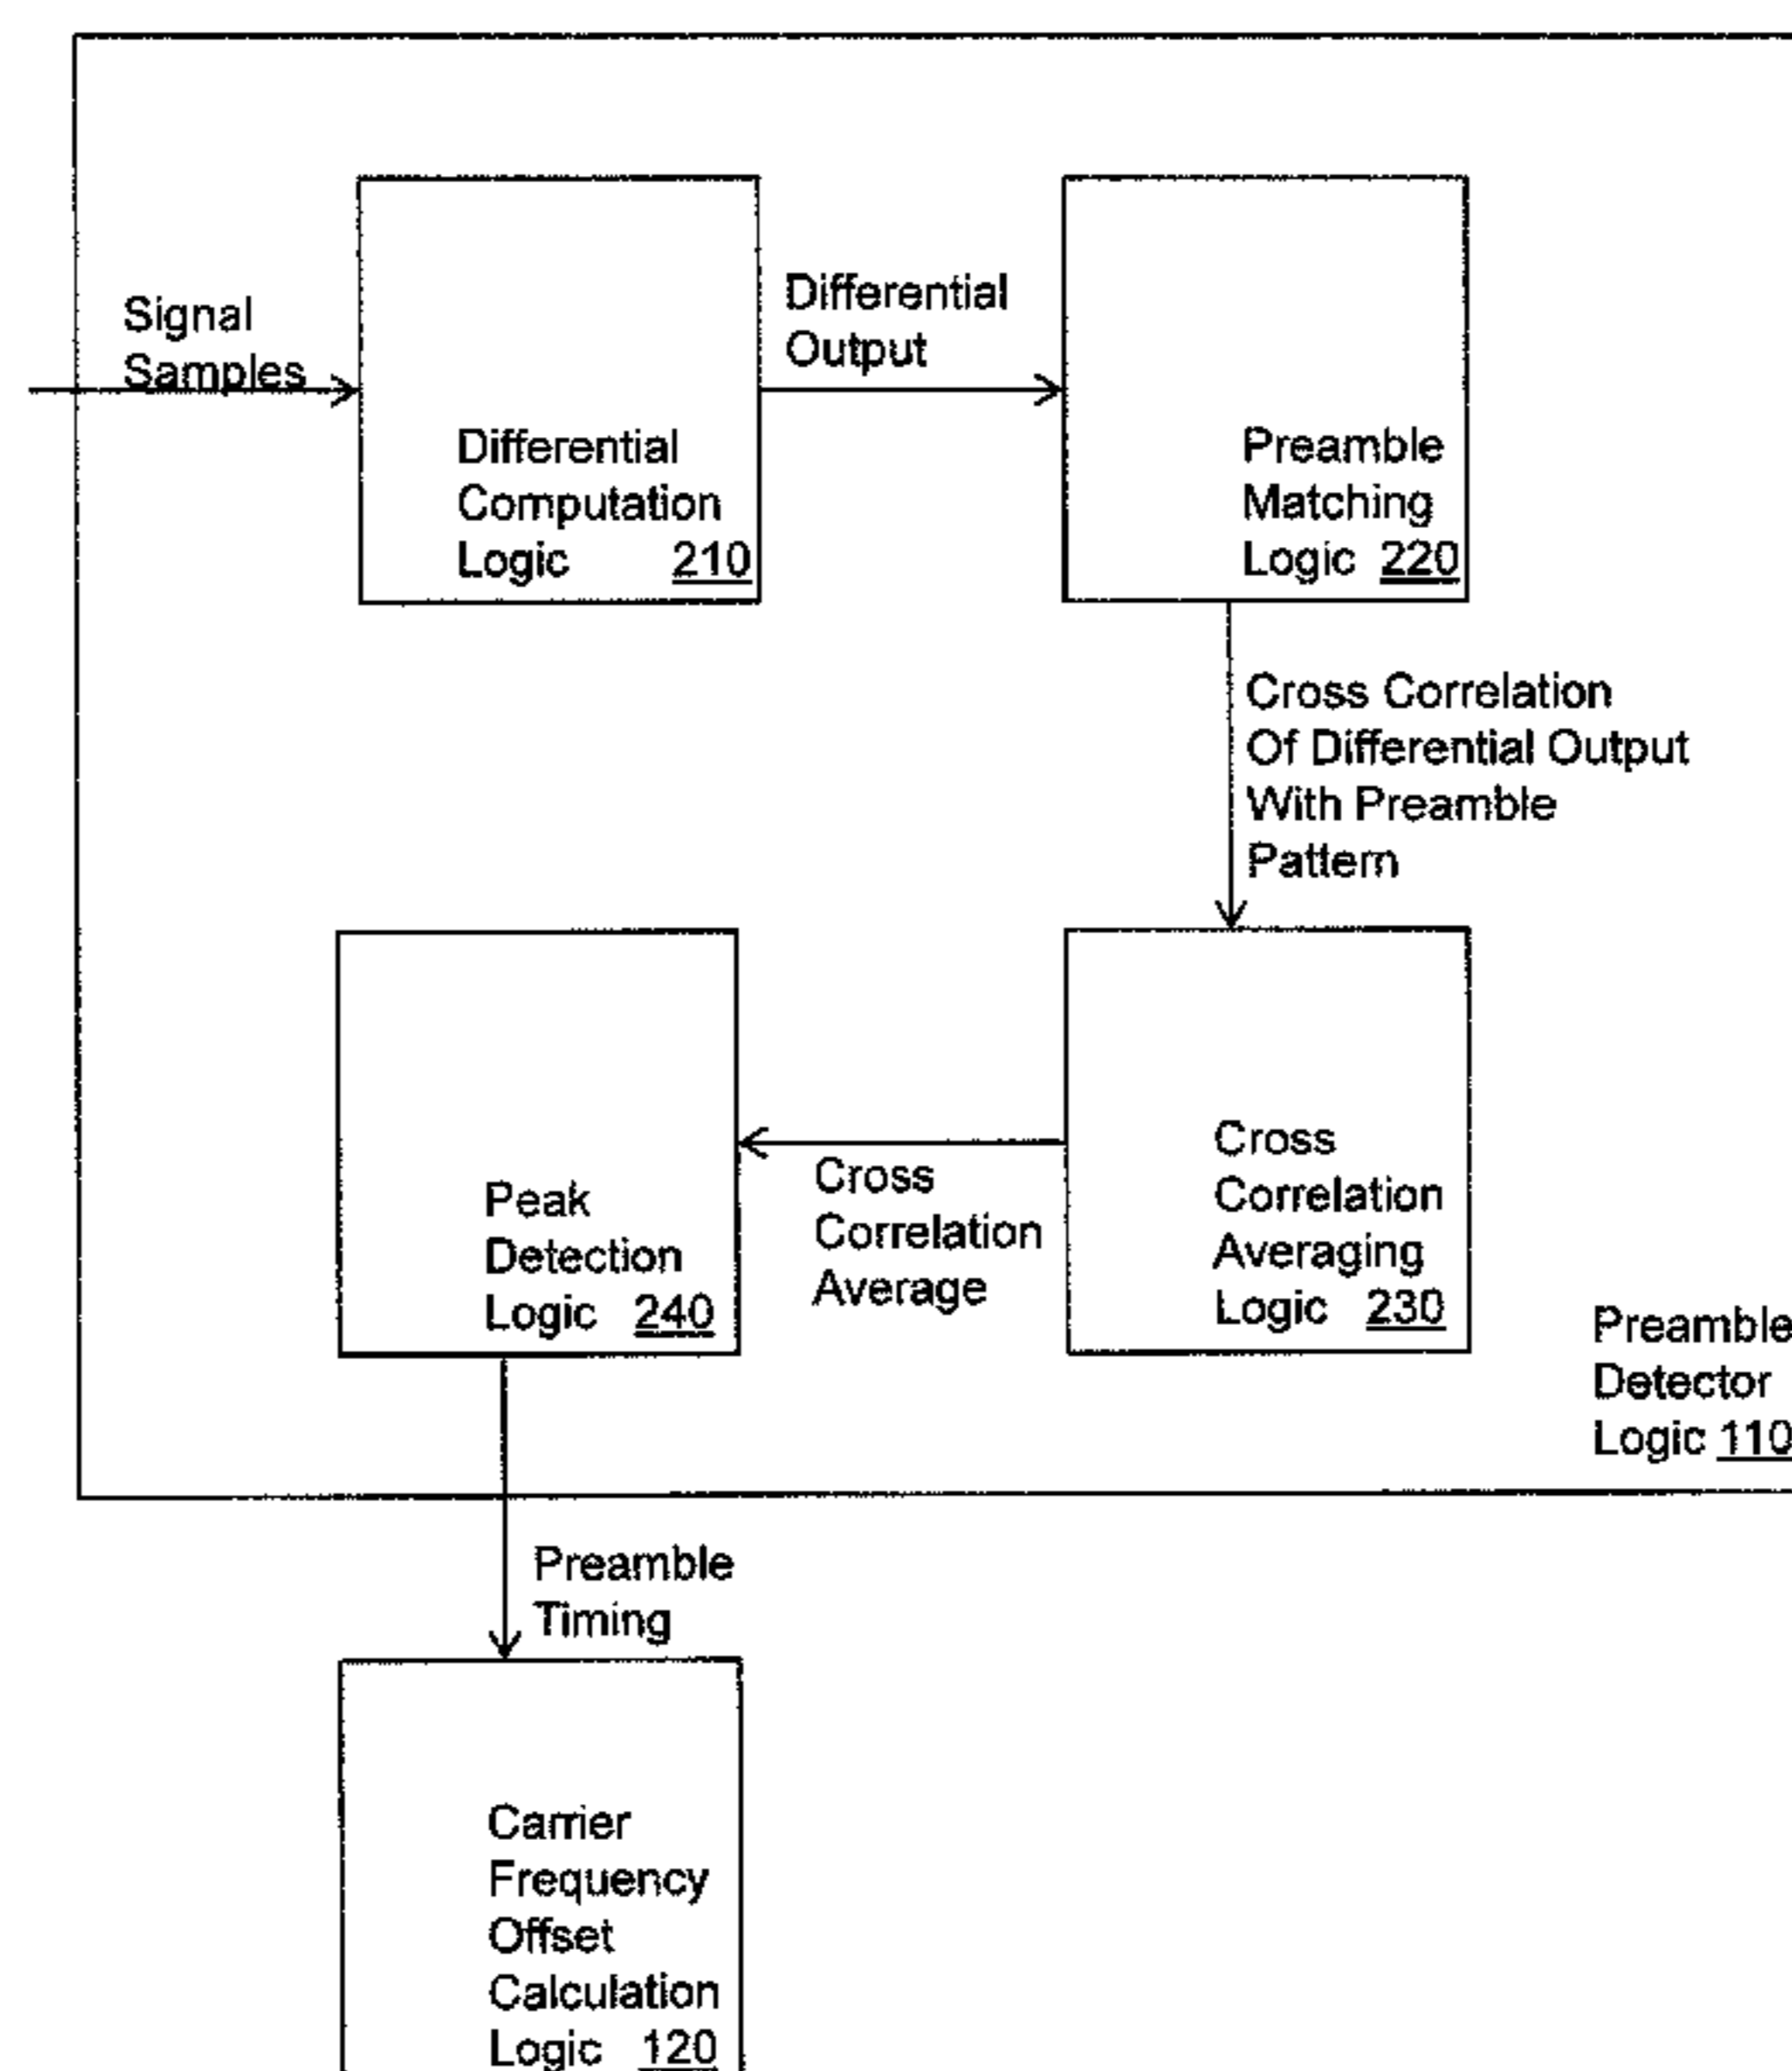 Signal
Samples
Differential
Output
Differential
Computation
Logic 210
Preamble
Matching
Logic 220
Cross Correlation
Of Differential Output
With Preamble
Pattern
Cross
Correlation
Averaging
Logic 230
Cross
Correlation
Average
Peak
Detection
Logic 240
Preamble
Detector
Logic 110
Preamble
Timing
Carrier
Frequency
Offset
Calculation
Logic 120